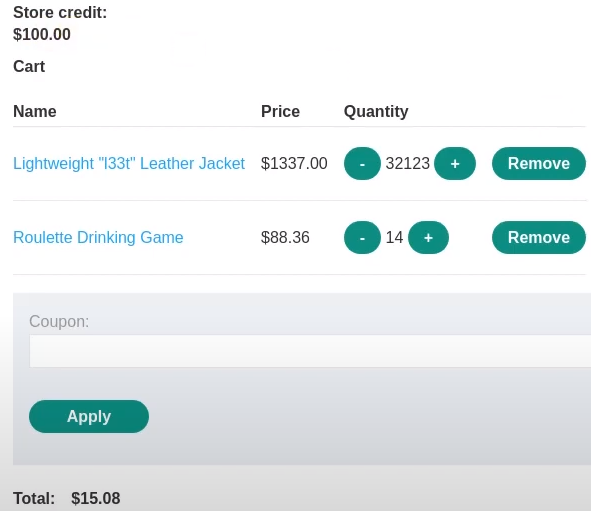 Store credit:
$100.00
Cart
Name Price Quantity
Lightweight "l33t" Leather Jacket $1337.00 - 32123 + Remove
Roulette Drinking Game $88.36 - 14 + Remove
Coupon:
Apply
Total: $15.08